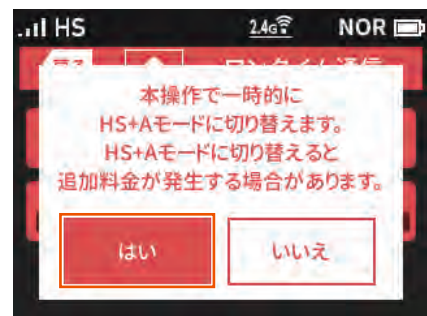 HS 2.4G NOR
本操作で一時的に
HS+Aモードに切り替えます。
HS+Aモードに切り替えると
追加料金が発生する場合があります。
はい いいえ